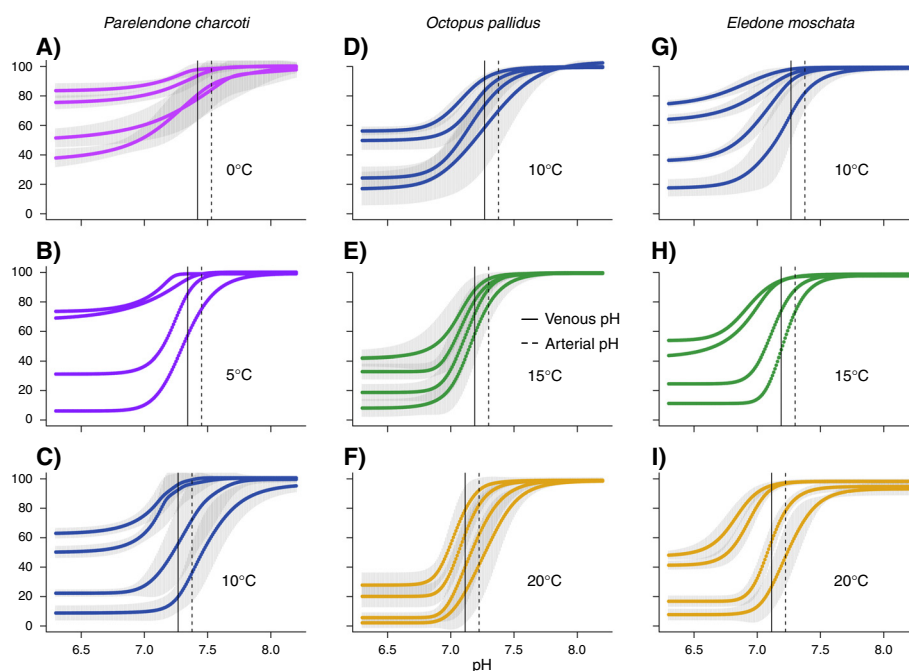 Parelendone charcoti Octopus pallidus Eledone moschata
A) D) G)
100
80
60
40
20
0
0°C 10°C 10°C
B) E) H)
100
80
60
40
20
0
Venous pH
Arterial pH
5°C 15°C 15°C
C) F) I)
100
80
60
40
20
0
10°C 20°C 20°C
6.5 7.0 7.5 8.0 6.5 7.0 7.5 8.0 6.5 7.0 7.5 8.0
pH